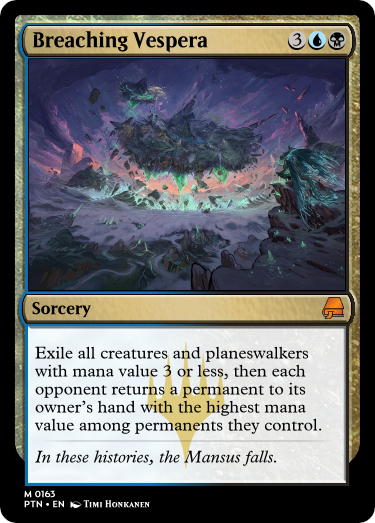 Breaching Vespera 3
Sorcery
Exile all creatures and planeswalkers
with mana value 3 or less, then each
opponent returns a permanent to its
owner's hand with the highest mana
value among permanents they control.
In these histories, the Mansus falls.
M 0163
PTN • EN Timi Honkanen